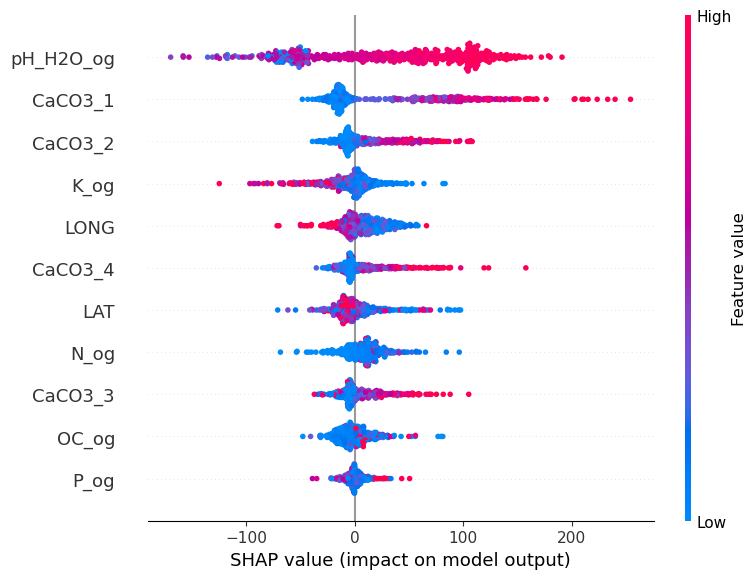 High
pH_H2O_og
CaCO3_1
CaCO3_2
K_og
LONG
CaCO3_4
LAT
N_og
CaCO3_3
OC_og
P_og
Feature value
Low
−100 0 100 200
SHAP value (impact on model output)